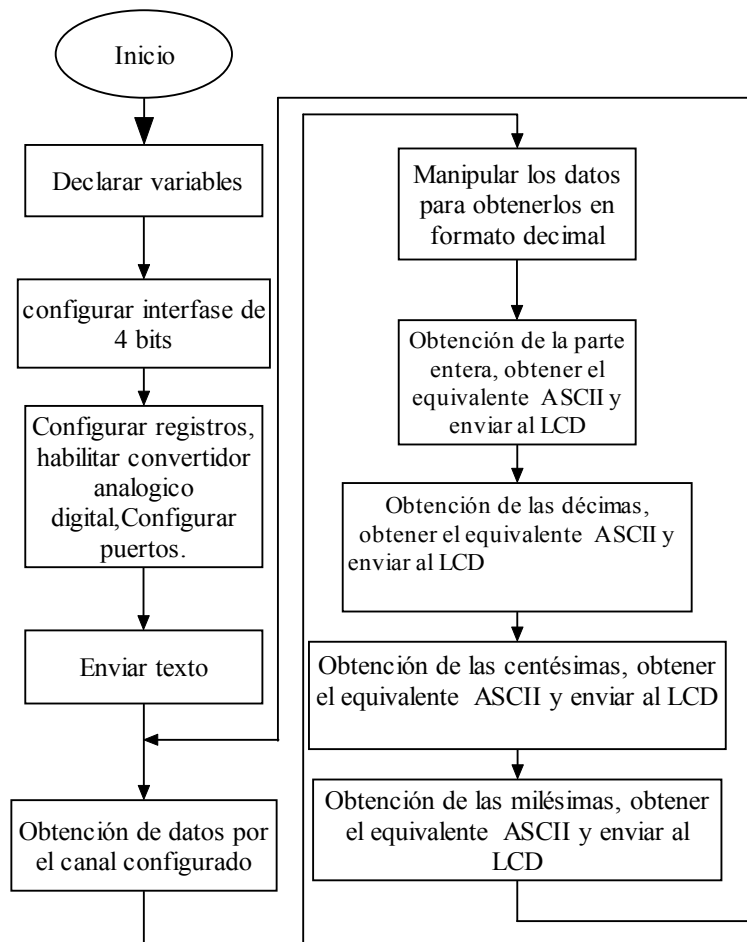 Inicio
Declarar variables
configurar interfase de
4 bits
Configurar registros,
habilitar convertidor
analogico
digital,Configurar
puertos.
Enviar texto
Obtención de datos por
el canal configurado
Manipular los datos
para obtenerlos en
formato decimal
Obtención de la parte
entera, obtener el
equivalente ASCII y
enviar al LCD
Obtención de las décimas,
obtener el equivalente ASCII y
enviar al LCD
Obtención de las centésimas, obtener
el equivalente ASCII y enviar al LCD
Obtención de las milésimas, obtener
el equivalente ASCII y enviar al
LCD